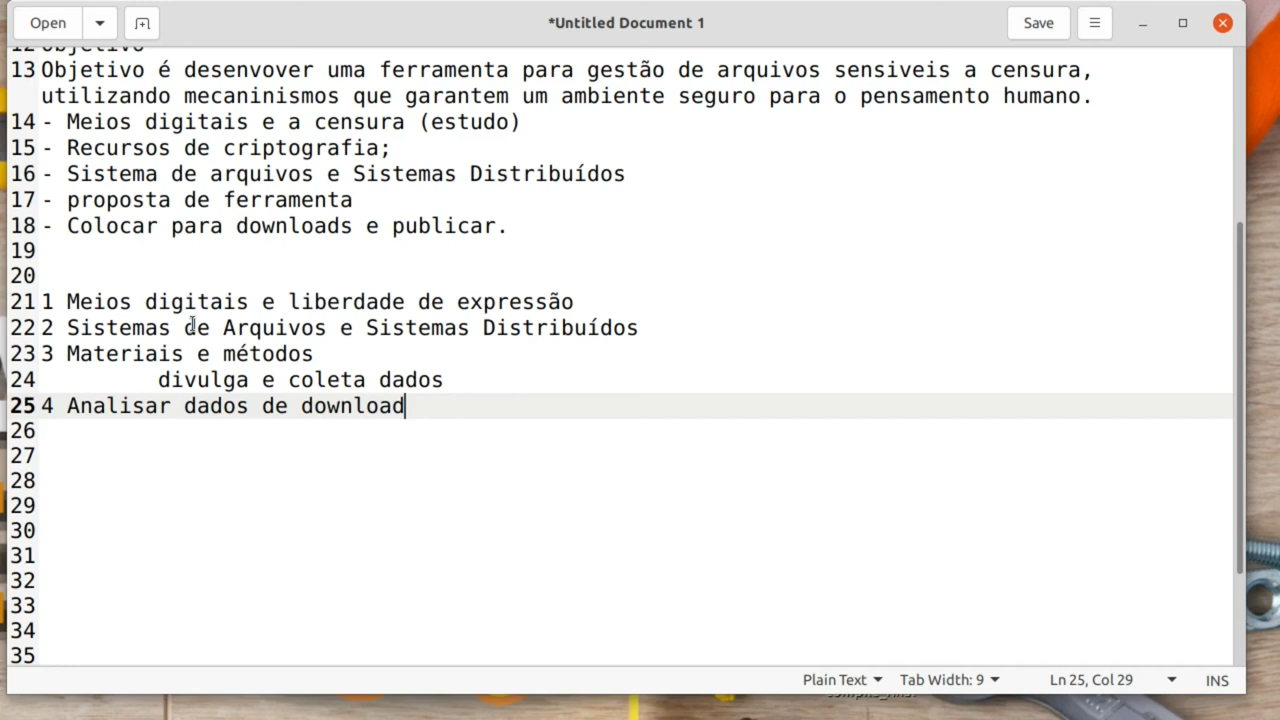 Open
*Untitled Document 1
Save
12 Objetivo
13 Objetivo é desenvover uma ferramenta para gestão de arquivos sensiveis a censura,
utilizando mecaninismos que garantem um ambiente seguro para o pensamento humano.
14 - Meios digitais e a censura (estudo)
15 - Recursos de criptografia;
16 - Sistema de arquivos e Sistemas Distribuídos
17 - proposta de ferramenta
18 - Colocar para downloads e publicar.
19
20
21 1 Meios digitais e liberdade de expressão
22 2 Sistemas de Arquivos e Sistemas Distribuídos
23 3 Materiais e métodos
24 divulga e coleta dados
25 4 Analisar dados de download
26
27
28
29
30
31
32
33
34
35
Plain Text Tab Width: 9 Ln 25, Col 29 INS